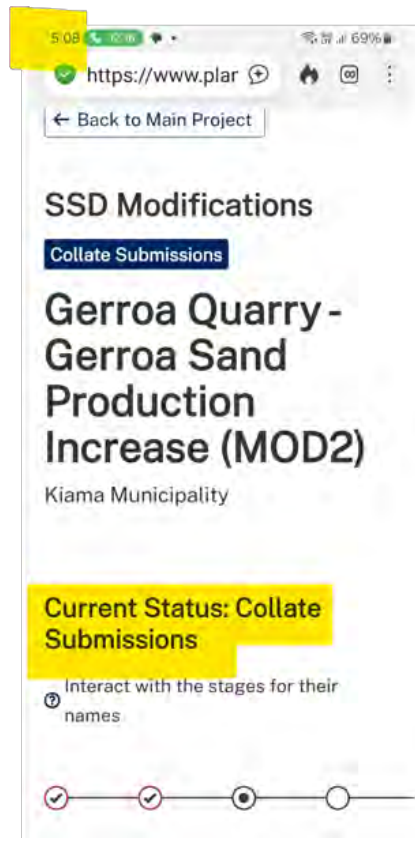 5:08
69%
https://www.plar
← Back to Main Project
SSD Modifications
Collate Submissions
Gerroa Quarry -
Gerroa Sand
Production
Increase (MOD2)
Kiama Municipality
Current Status: Collate
Submissions
Interact with the stages for their
names